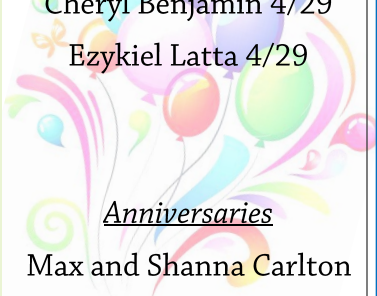 Cheryl Benjamin 4/29
Ezykiel Latta 4/29
Anniversaries
Max and Shanna Carlton